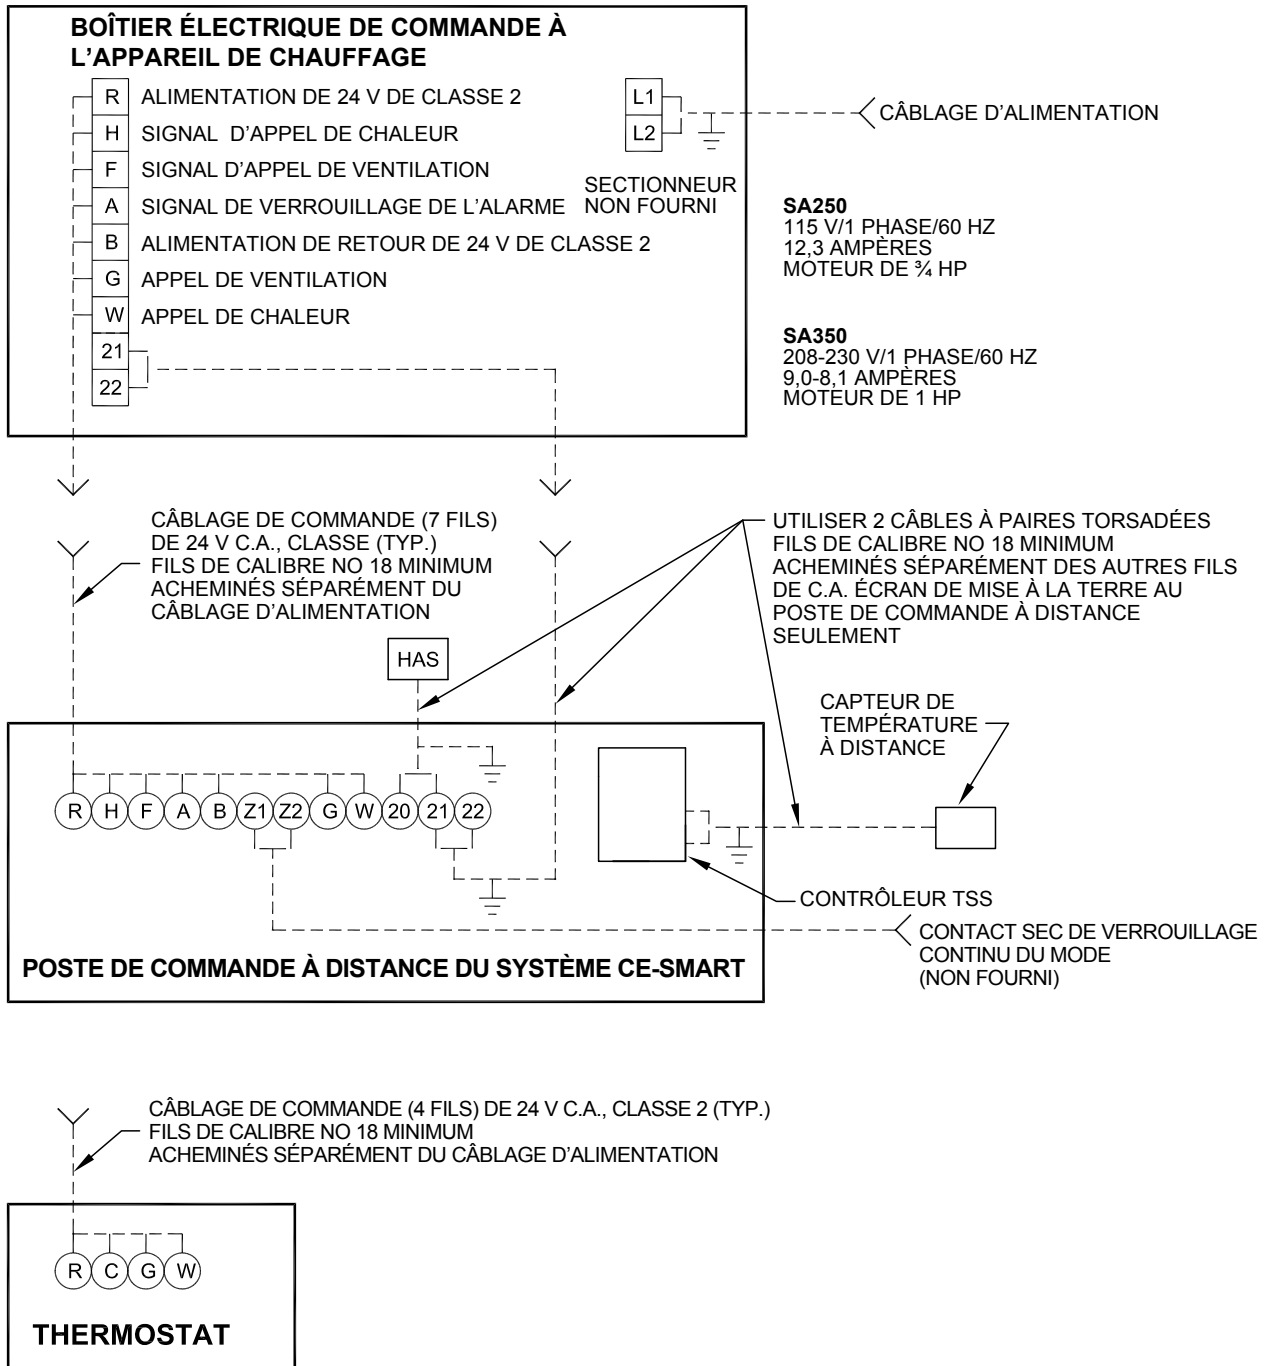 BOÎTIER ÉLECTRIQUE DE COMMANDE À
L'APPAREIL DE CHAUFFAGE
R ALIMENTATION DE 24 V DE CLASSE 2
H SIGNAL D'APPEL DE CHALEUR
F SIGNAL D'APPEL DE VENTILATION
A SIGNAL DE VERROUILLAGE DE L'ALARME
B ALIMENTATION DE RETOUR DE 24 V DE CLASSE 2
G APPEL DE VENTILATION
W APPEL DE CHALEUR
21
22
L1
L2
SECTIONNEUR
NON FOURNI
CÂBLAGE D'ALIMENTATION
SA250
115 V/1 PHASE/60 HZ
12,3 AMPÈRES
MOTEUR DE ¾ HP
SA350
208-230 V/1 PHASE/60 HZ
9,0-8,1 AMPÈRES
MOTEUR DE 1 HP
CÂBLAGE DE COMMANDE (7 FILS)
DE 24 V C.A., CLASSE (TYP.)
FILS DE CALIBRE NO 18 MINIMUM
ACHEMINÉS SÉPARÉMENT DU
CÂBLAGE D'ALIMENTATION
UTILISER 2 CÂBLES À PAIRES TORSADÉES
FILS DE CALIBRE NO 18 MINIMUM
ACHEMINÉS SÉPARÉMENT DES AUTRES FILS
DE C.A. ÉCRAN DE MISE À LA TERRE AU
POSTE DE COMMANDE À DISTANCE
SEULEMENT
HAS
CAPTEUR DE
TEMPÉRATURE
À DISTANCE
R H F A B Z1 Z2 G W 20 21 22
CONTRÔLEUR TSS
CONTACT SEC DE VERROUILLAGE
CONTINU DU MODE
(NON FOURNI)
POSTE DE COMMANDE À DISTANCE DU SYSTÈME CE-SMART
CÂBLAGE DE COMMANDE (4 FILS) DE 24 V C.A., CLASSE 2 (TYP.)
FILS DE CALIBRE NO 18 MINIMUM
ACHEMINÉS SÉPARÉMENT DU CÂBLAGE D'ALIMENTATION
R C G W
THERMOSTAT